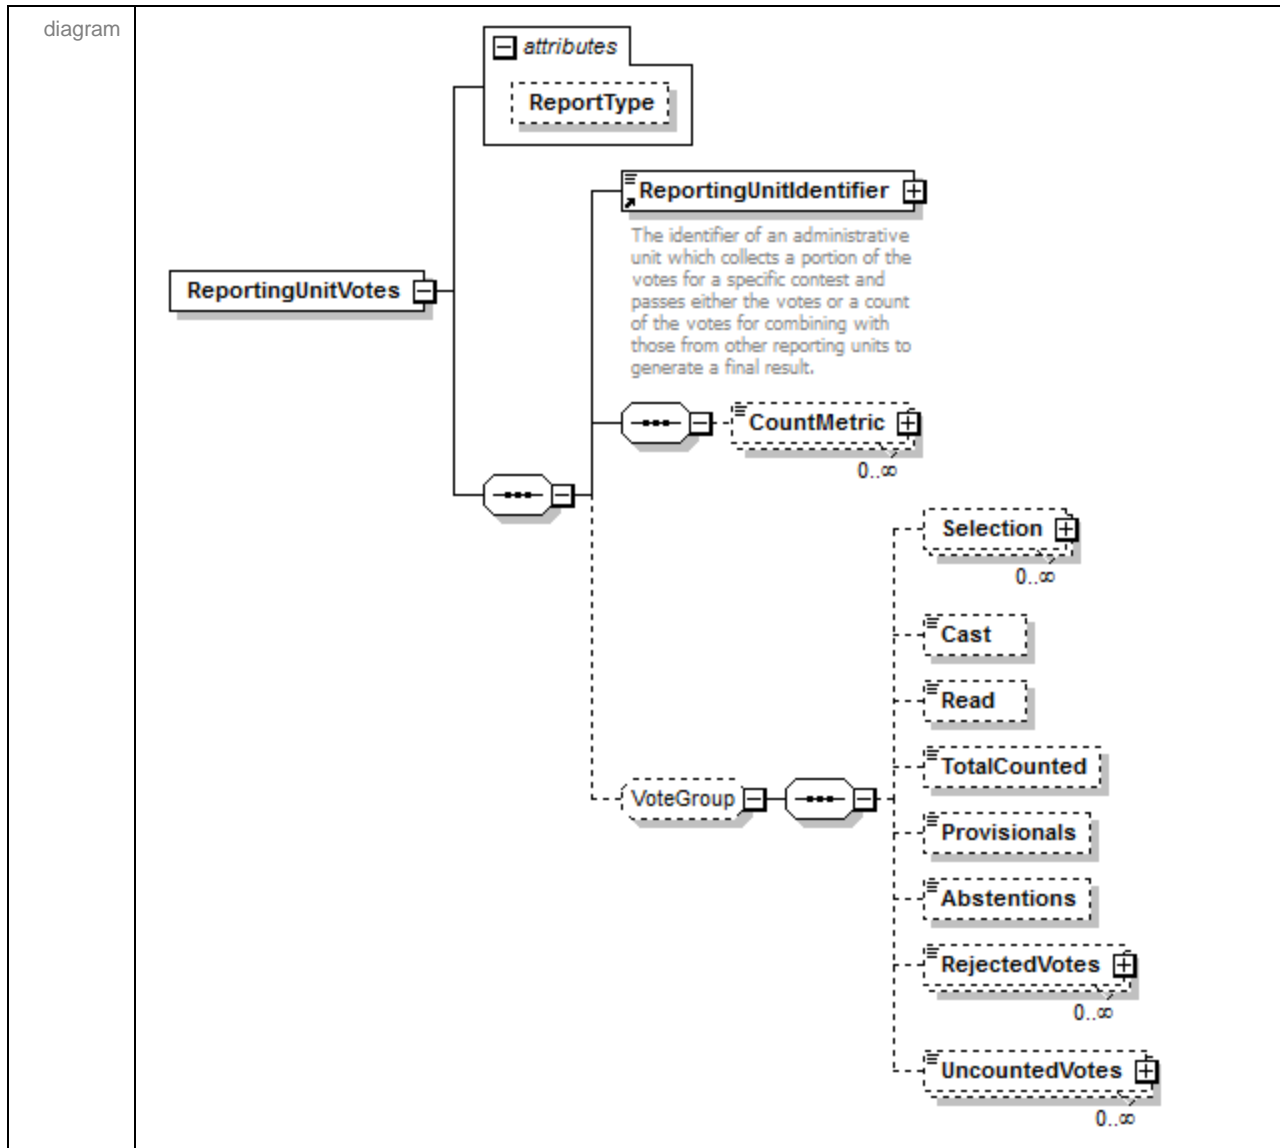 diagram
attributes
ReportType
ReportingUnitIdentifier
The identifier of an administrative
unit which collects a portion of the
votes for a specific contest and
passes either the votes or a count
of the votes for combining with
those from other reporting units to
generate a final result.
ReportingUnitVotes
CountMetric
0..∞
Selection
0..∞
Cast
Read
TotalCounted
VoteGroup
Provisionals
Abstentions
RejectedVotes
0..∞
UncountedVotes
0..∞